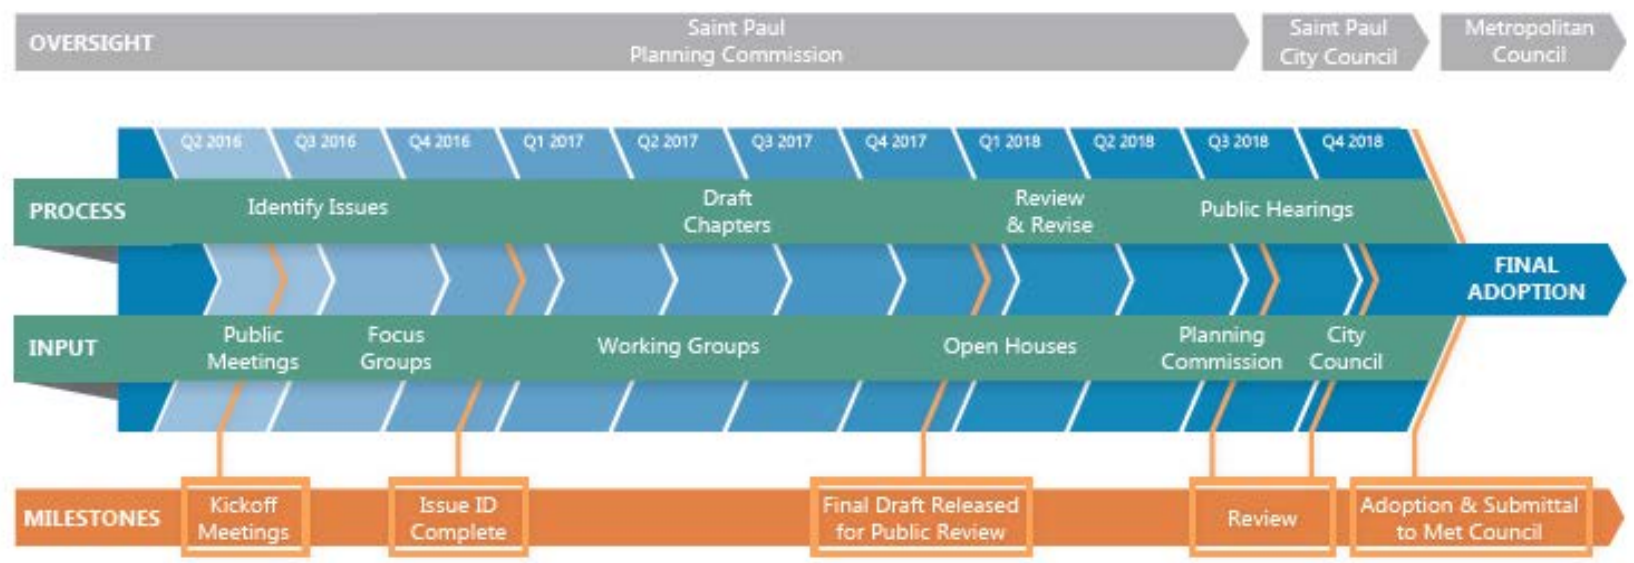 OVERSIGHT
Saint Paul
Planning Commission
Saint Paul
City Council
Metropolitan
Council
Q2 2016
Q3 2016
Q4 2016
Q1 2017
Q2 2017
Q3 2017
Q4 2017
Q1 2018
Q2 2018
Q3 2018
Q4 2018
PROCESS
Identify Issues
Draft
Chapters
Review
& Revise
Public Hearings
FINAL
ADOPTION
INPUT
Public
Meetings
Focus
Groups
Working Groups
Open Houses
Planning
Commission
City
Council
MILESTONES
Kickoff
Meetings
Issue ID
Complete
Final Draft Released
for Public Review
Review
Adoption & Submittal
to Met Council